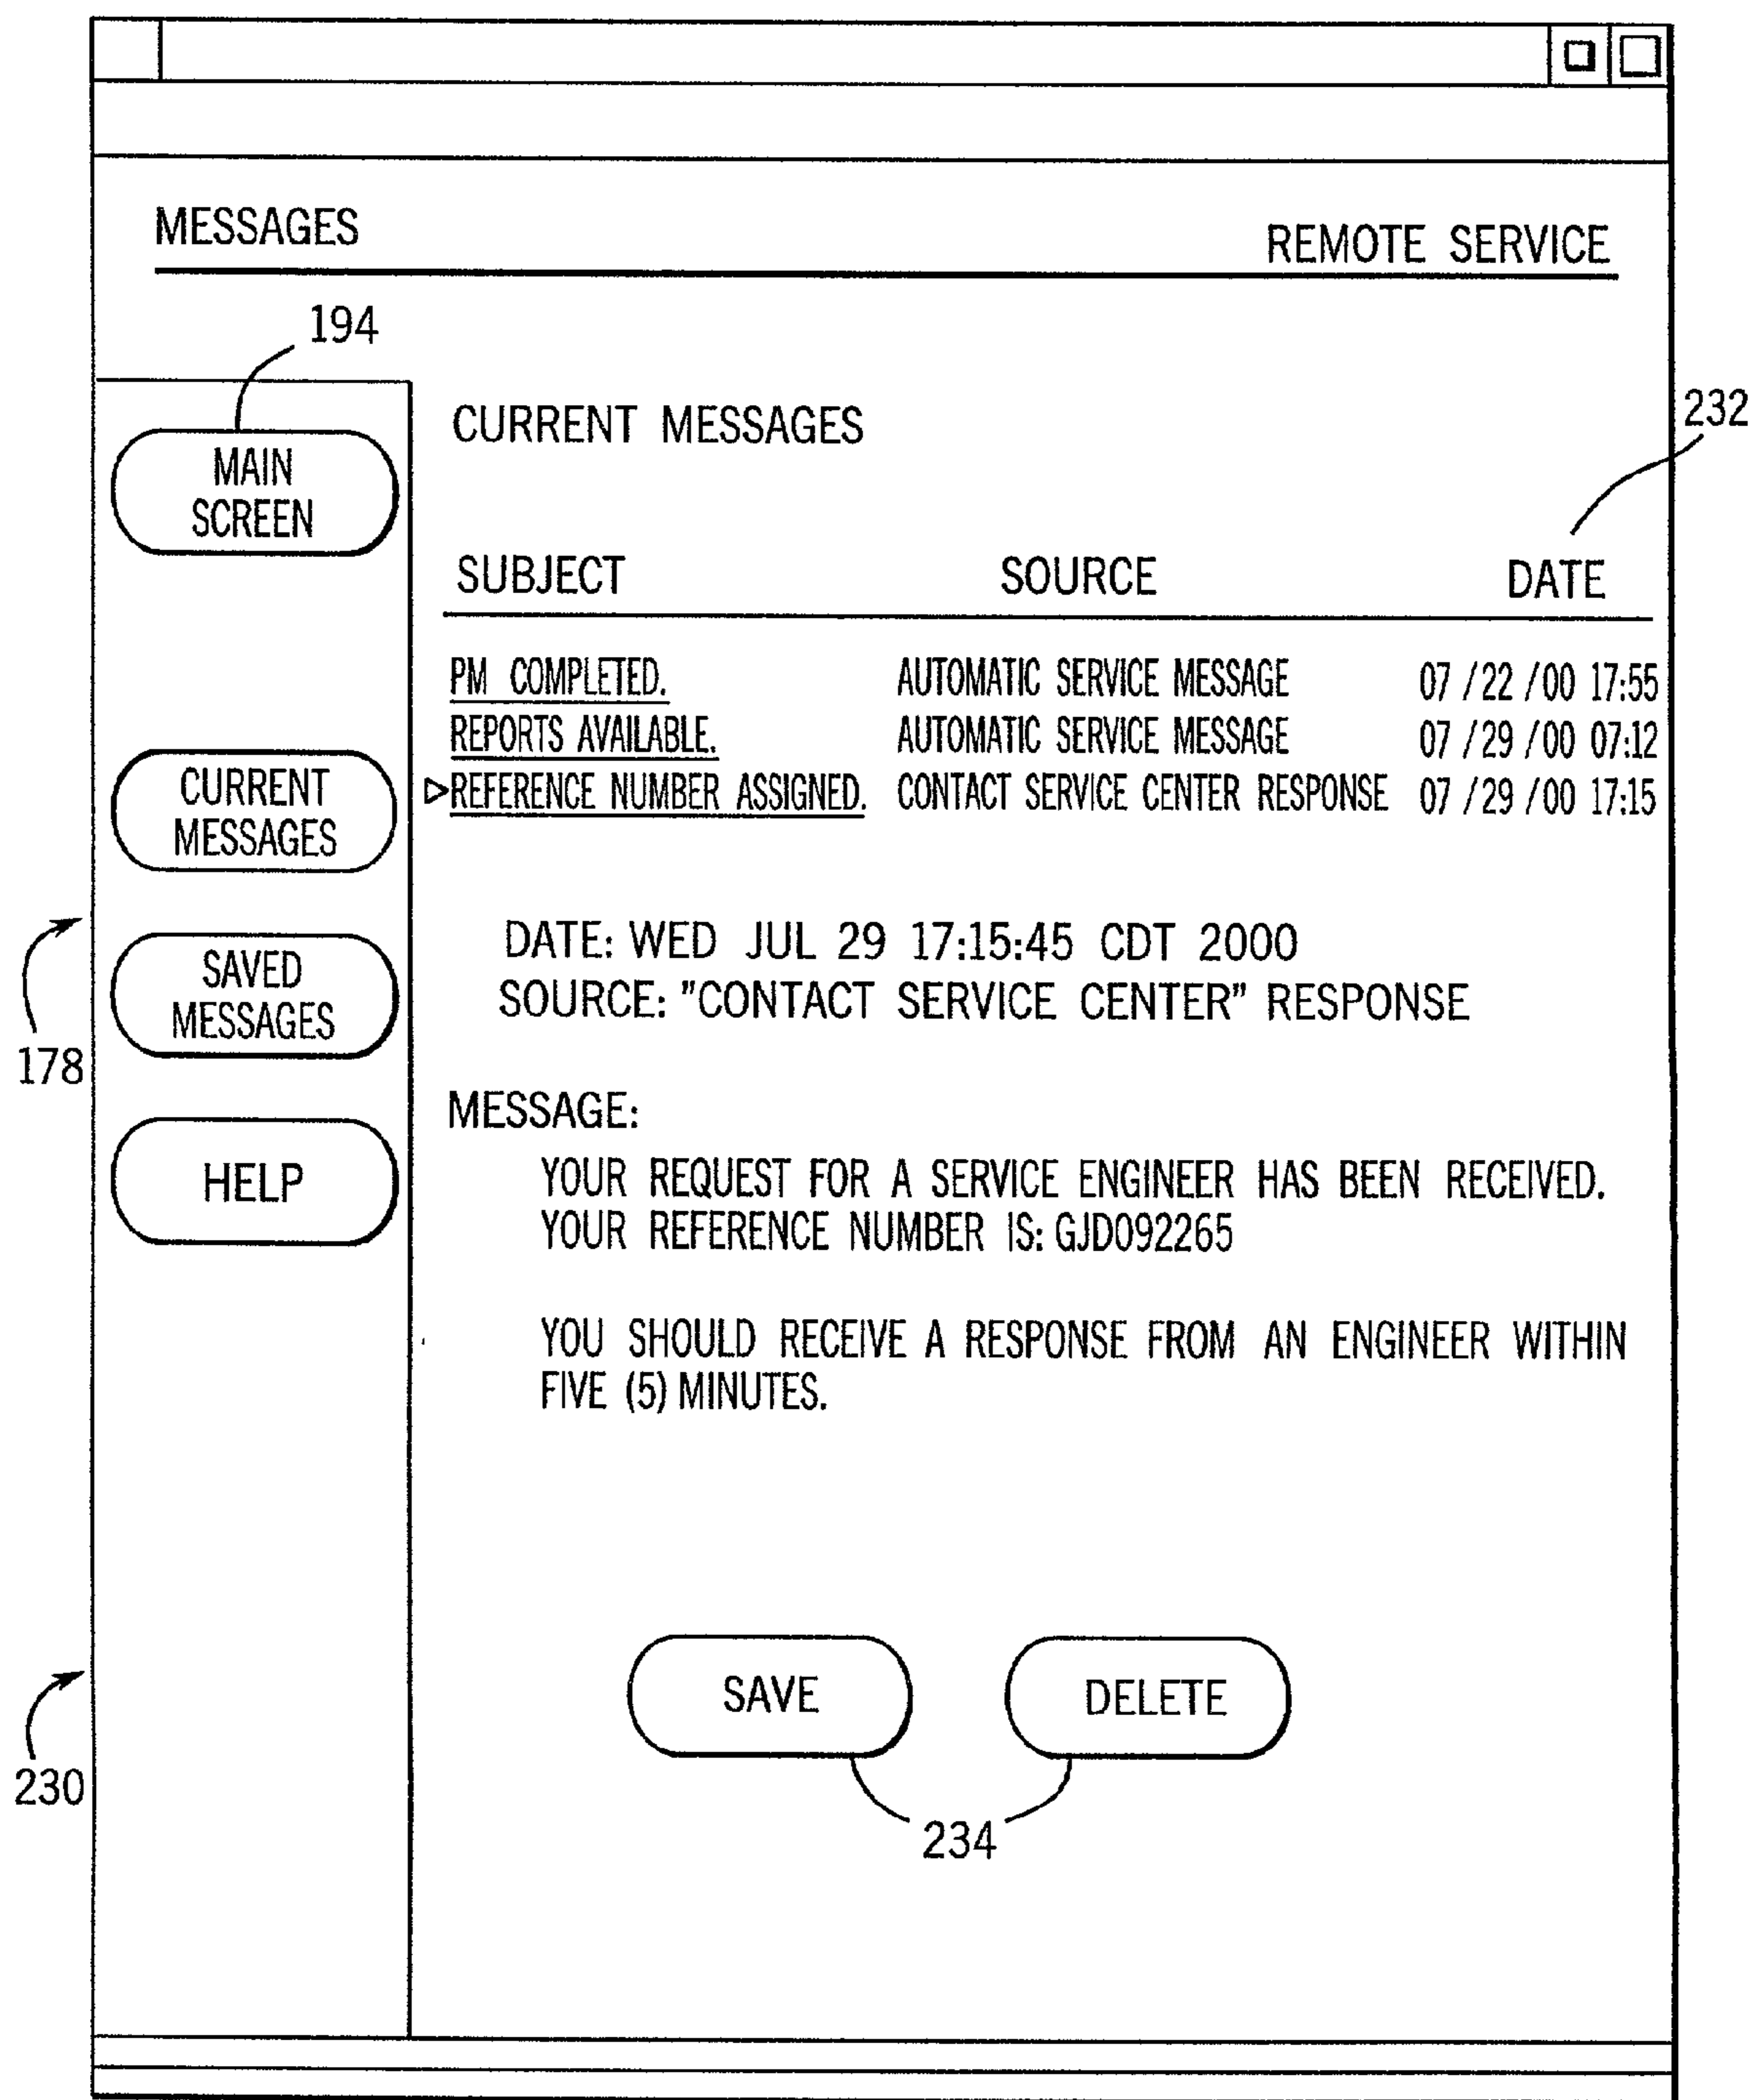 MESSAGES
REMOTE SERVICE
194
MAIN
SCREEN
CURRENT MESSAGES
232
SUBJECT SOURCE DATE
PM COMPLETED. AUTOMATIC SERVICE MESSAGE 07 /22 /00 17:55
REPORTS AVAILABLE. AUTOMATIC SERVICE MESSAGE 07 /29 /00 07:12
REFERENCE NUMBER ASSIGNED. CONTACT SERVICE CENTER RESPONSE 07 /29 /00 17:15
CURRENT
MESSAGES
SAVED
MESSAGES
178
HELP
DATE: WED JUL 29 17:15:45 CDT 2000
SOURCE: "CONTACT SERVICE CENTER" RESPONSE
MESSAGE:
YOUR REQUEST FOR A SERVICE ENGINEER HAS BEEN RECEIVED.
YOUR REFERENCE NUMBER IS: GJD092265
YOU SHOULD RECEIVE A RESPONSE FROM AN ENGINEER WITHIN
FIVE (5) MINUTES.
SAVE
DELETE
230
234